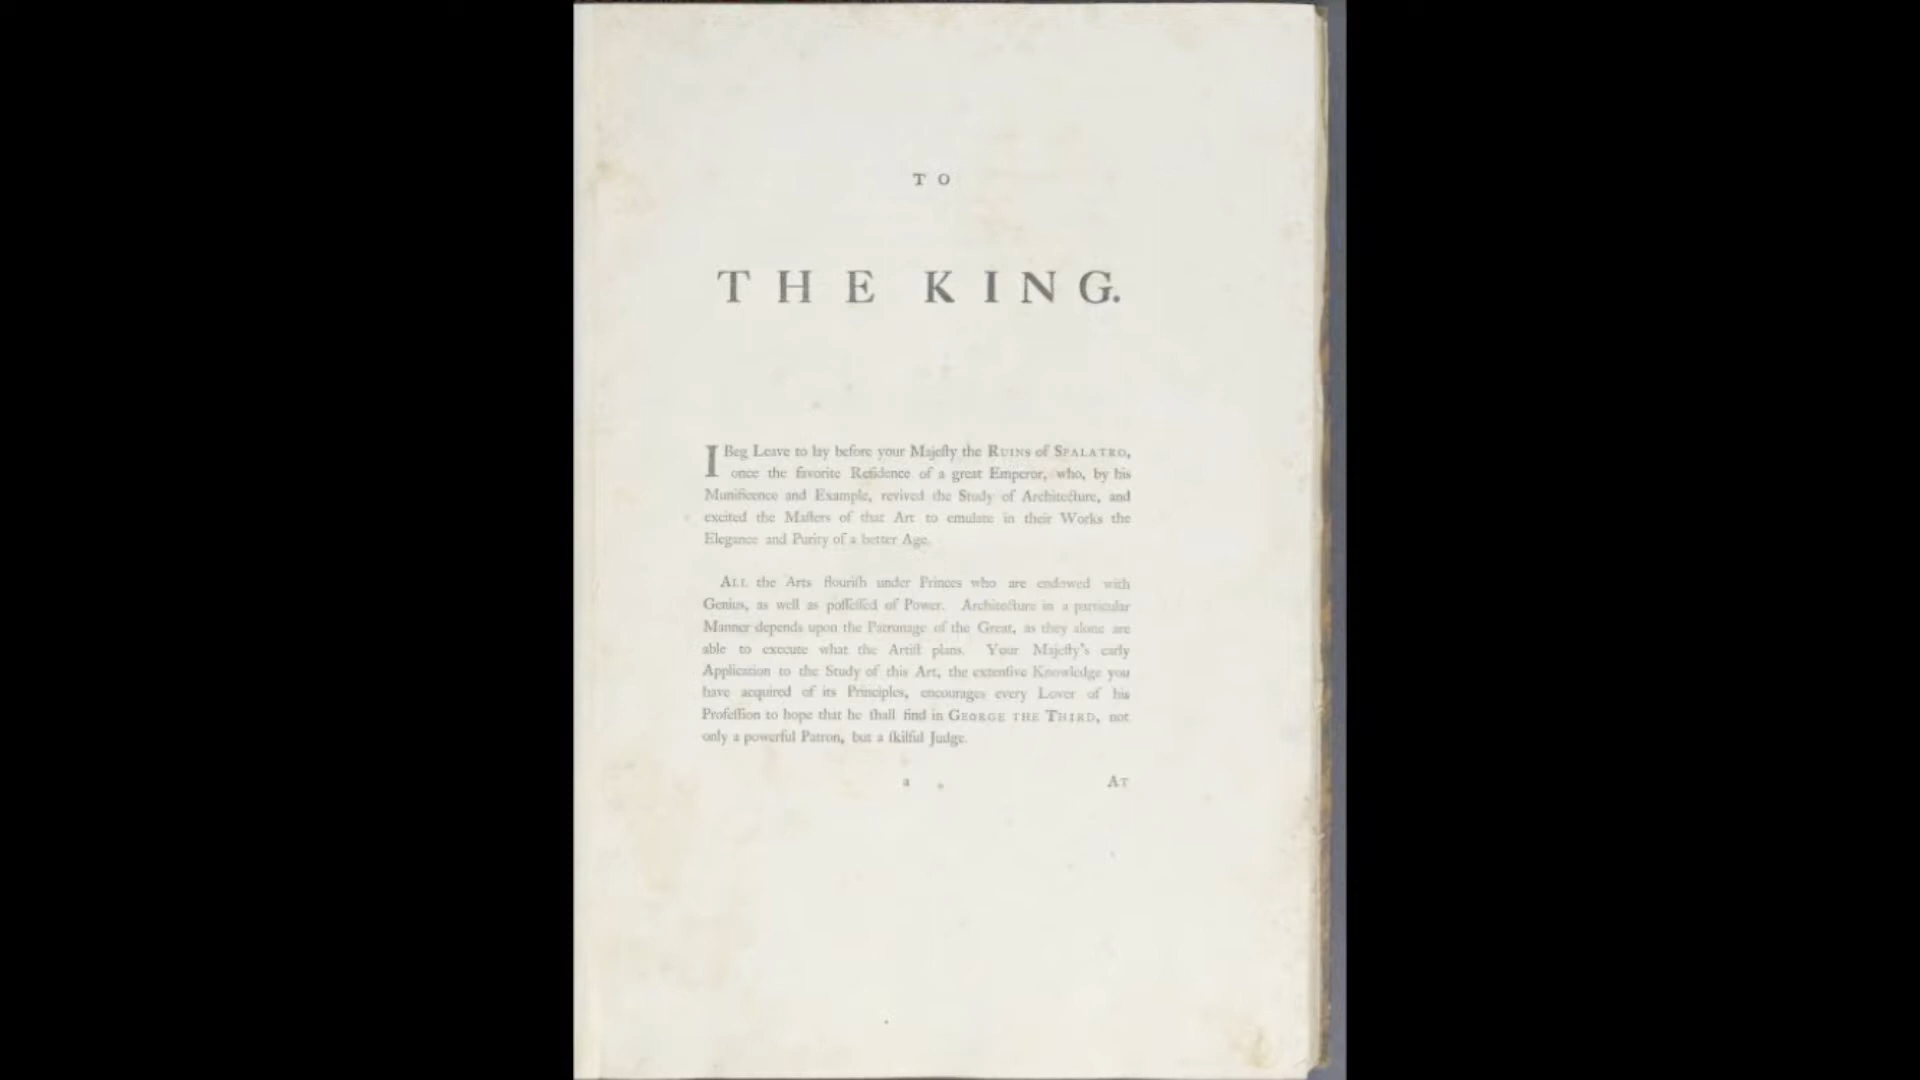 TO
THE KING.
I Beg Leave to lay before your Majeſty the RUINS of SPALATRO,
once the favorite Reſidence of a great Emperor, who, by his
Munificence and Example, revived the Study of Architecture, and
excited the Maſters of that Art to emulate in their Works the
Elegance and Purity of a better Age.
ALL the Arts flouriſh under Princes who are endowed with
Genius, as well as poſſeſſed of Power. Architecture in a particular
Manner depends upon the Patronage of the Great, as they alone are
able to execute what the Artiſt plans. Your Majeſty's early
Application to the Study of this Art, the extenſive Knowledge you
have acquired of its Principles, encourages every Lover of his
Profeſſion to hope that he ſhall find in GEORGE THE THIRD, not
only a powerful Patron, but a ſkilful Judge.
a AT